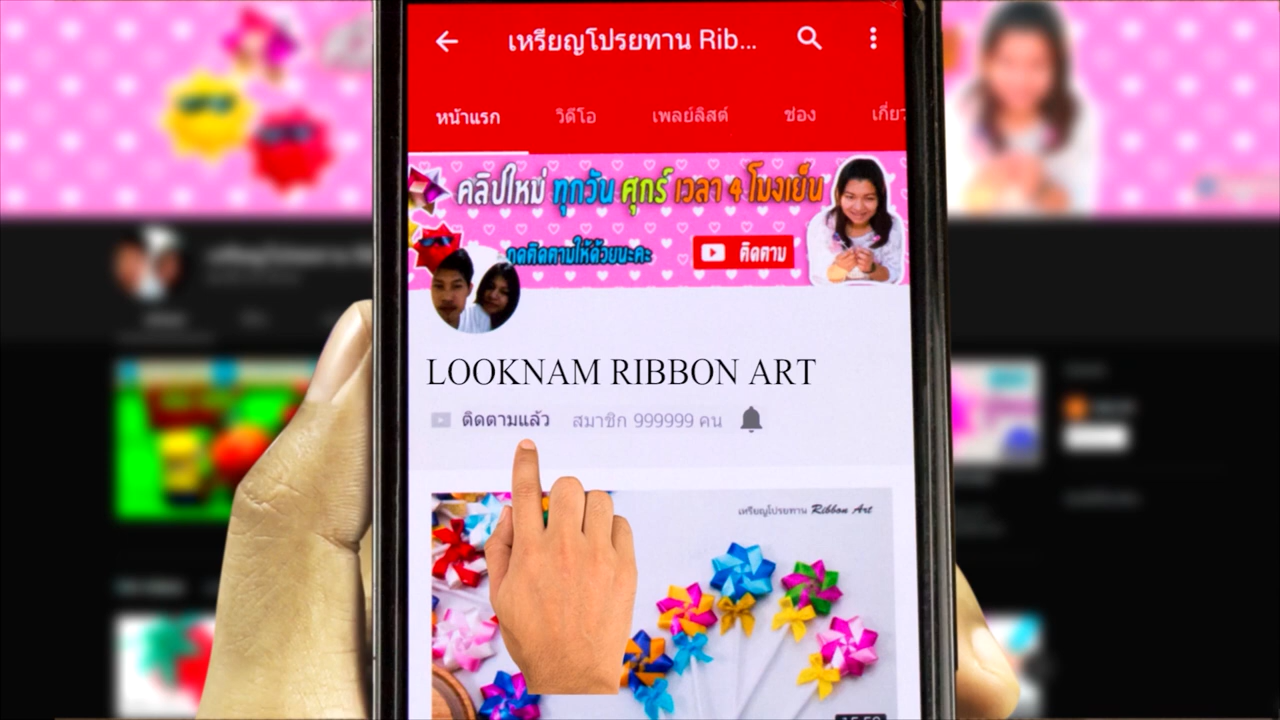 เหรียญโปรยทาน Rib...
หน้าแรก วิดีโอ เพลย์ลิสต์ ช่อง เกี่ยว
คลิปใหม่ ทุกวัน ศุกร์ เวลา 4 โมงเย็น
กดติดตามให้ด้วยนะคะ
ติดตาม
LOOKNAM RIBBON ART
ติดตามแล้ว สมาชิก 999999 คน
เหรียญโปรยทาน Ribbon Art